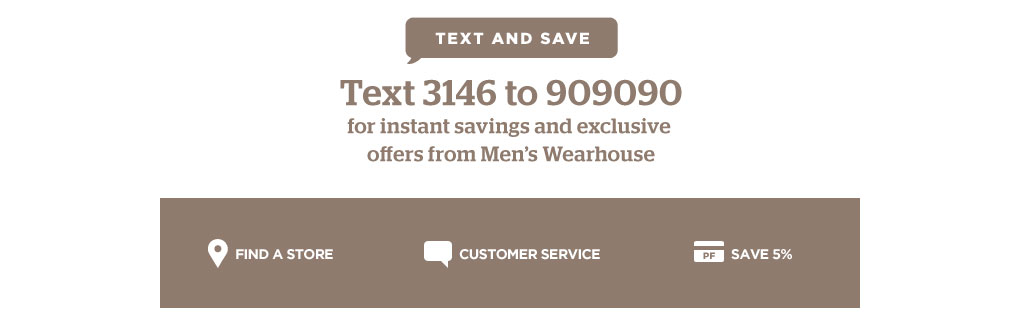 TEXT AND SAVE
Text 3146 to 909090
for instant savings and exclusive
offers from Men's Wearhouse
FIND A STORE
CUSTOMER SERVICE
PF SAVE 5%